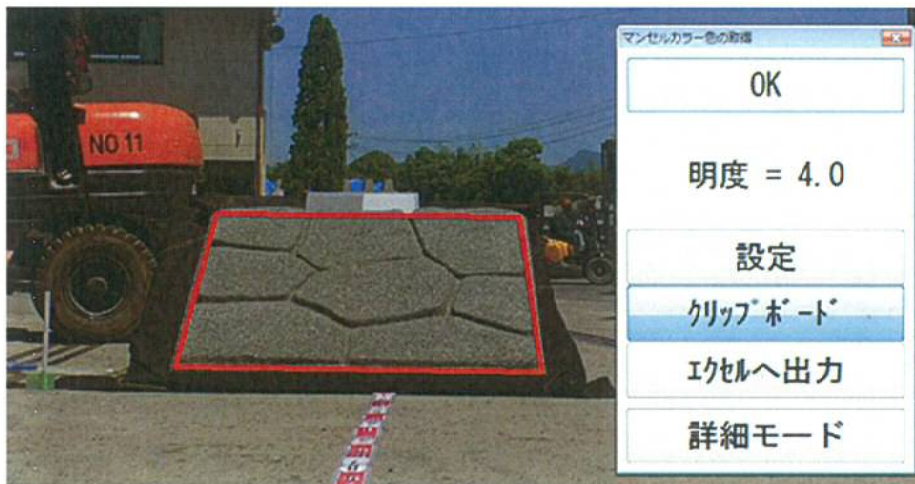 マンセルカラー色の取得
OK
NO 11
明度 = 4.0
設定
クリップボード
エクセルへ出力
詳細モード
6